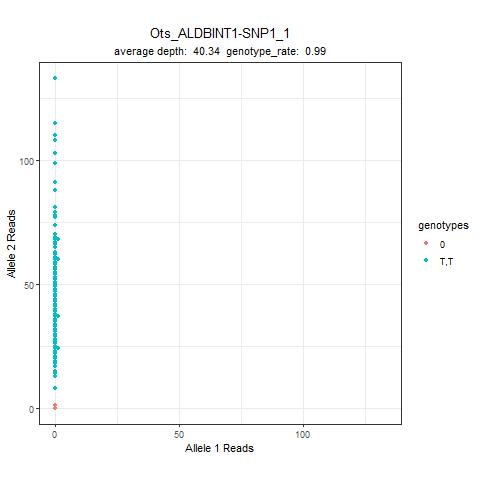 Ots_ALDBINT1-SNP1_1
average depth: 40.34 genotype_rate: 0.99
Allele 2 Reads
100
50
0
0 50 100
Allele 1 Reads
genotypes
0
T,T